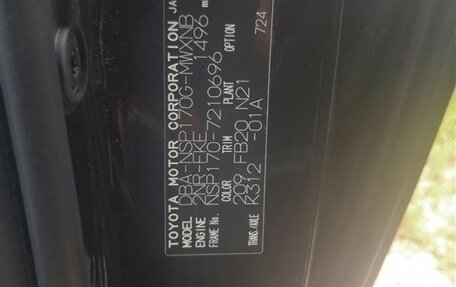 TOYOTA MOTOR CORPORATION JA
MODEL DBA-NSP170G-MWXNB
ENGINE 2NR-FKE 1496 m
FRAME No. NSP170-7210696
COLOR TRIM PLANT OPTION
209 FB20 N21
TRANS./AXLE K312 -01A
724